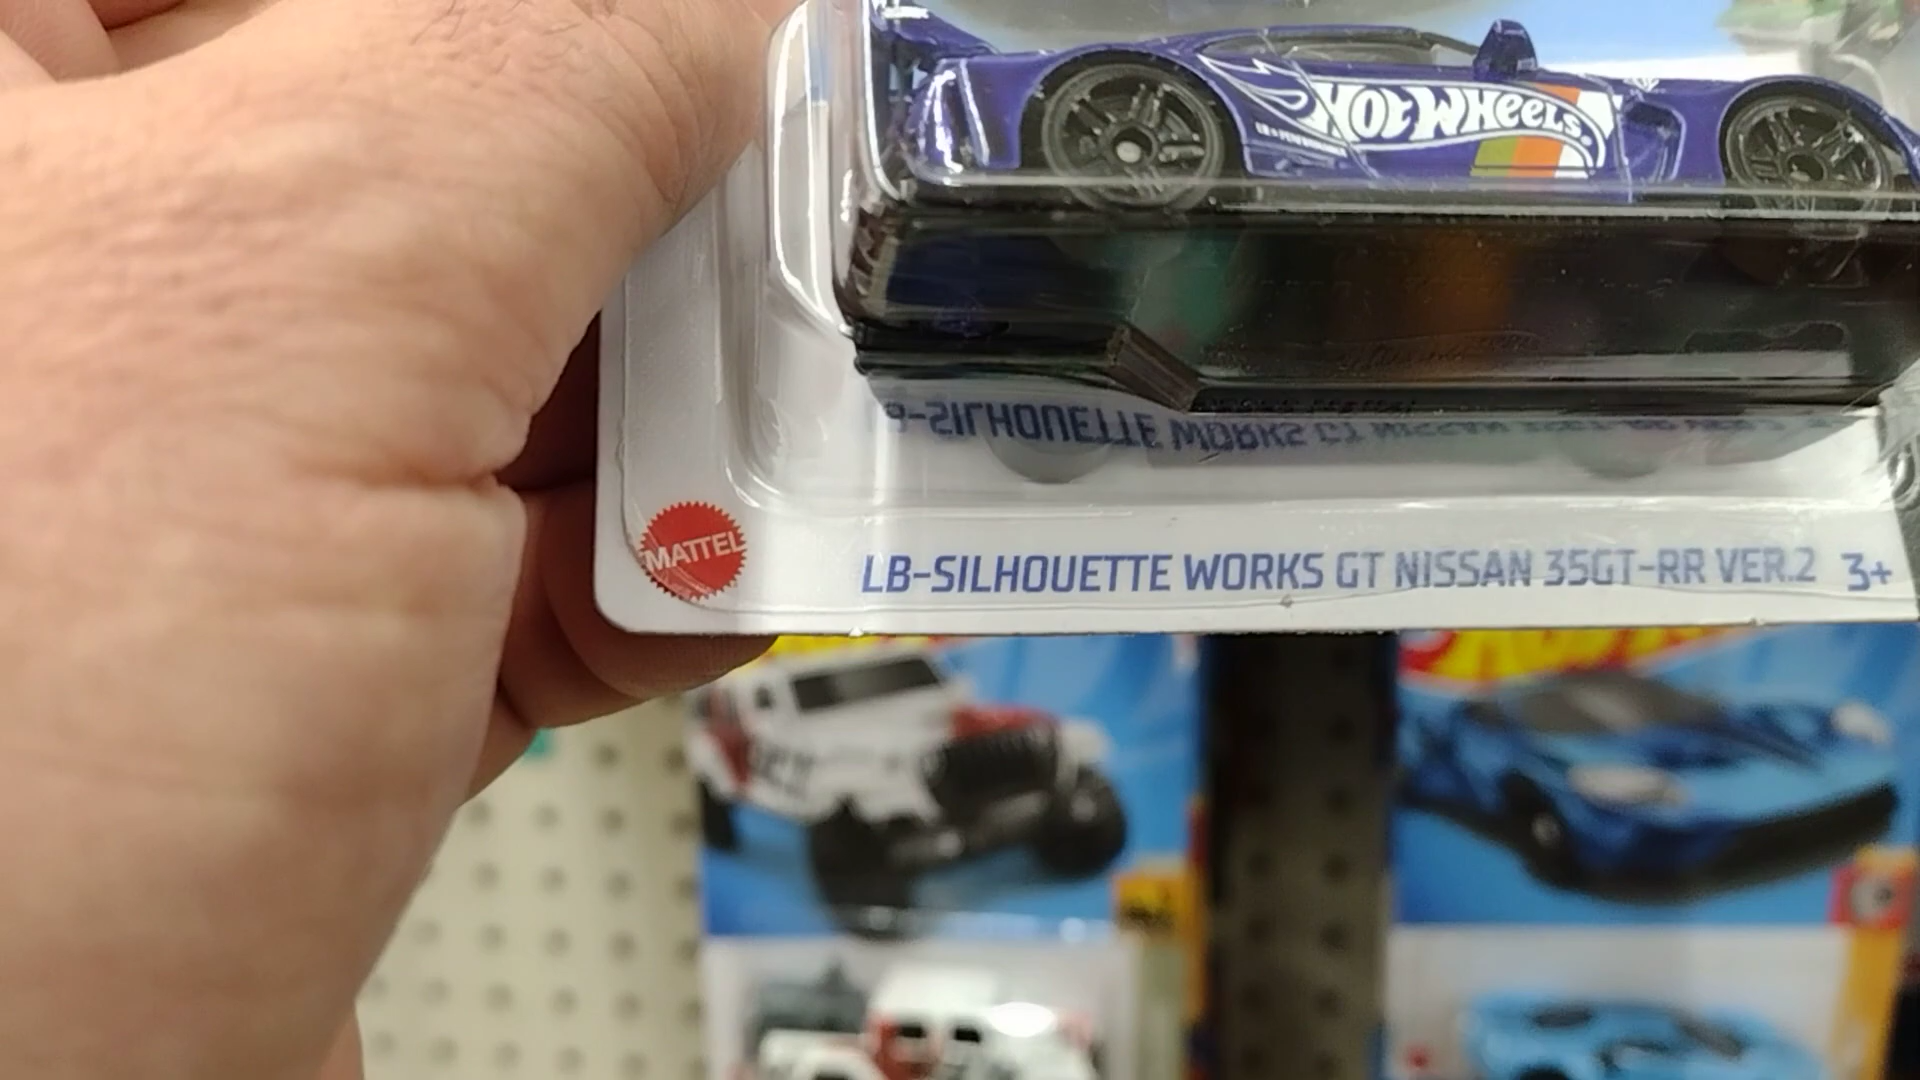 HOT WHEELS
MATTEL
LB-SILHOUETTE WORKS GT NISSAN 35GT-RR VER.2 3+